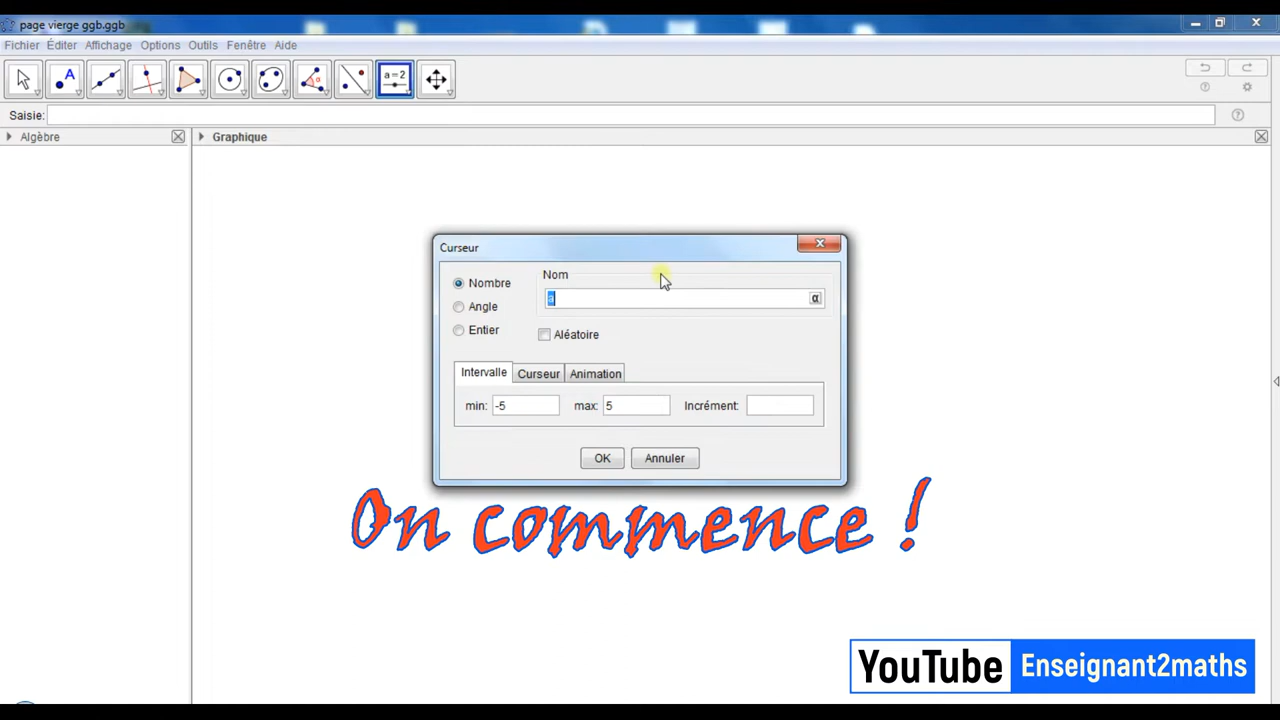 page vierge ggb.ggb
Fichier Éditer Affichage Options Outils Fenêtre Aide
A
α
a = 2
Saisie:
Algèbre
Graphique
Curseur
Nombre
Nom
Angle
a
α
Entier
Aléatoire
Intervalle Curseur Animation
min: -5 max: 5 Incrément:
OK Annuler
On commence !
YouTube Enseignant2maths